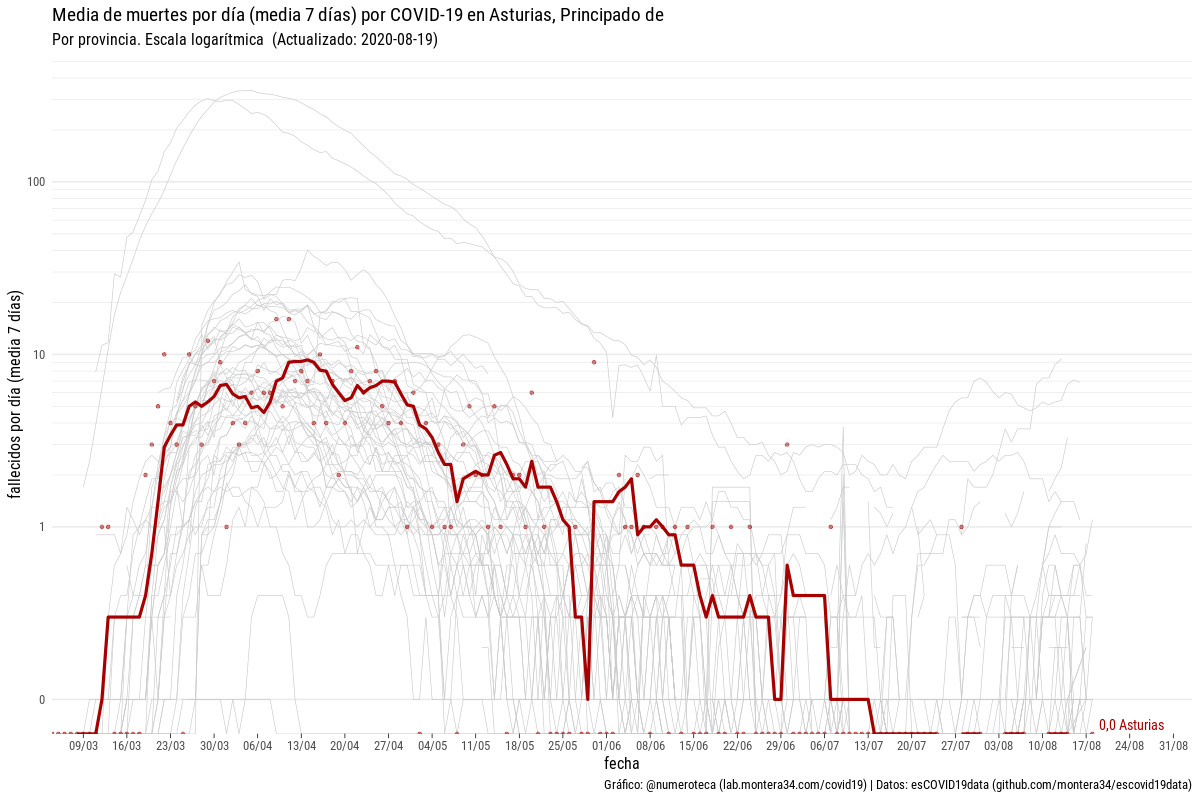 Media de muertes por día (media 7 días) por COVID-19 en Asturias, Principado de
Por provincia. Escala logarítmica  (Actualizado: 2020-08-19)
fallecidos por día (media  7 días)
100
10
1
0
0,0 Asturias
09/03 16/03 23/03 30/03 06/04 13/04 20/04 27/04 04/05 11/05 18/05 25/05 01/06 08/06 15/06 22/06 29/06 06/07 13/07 20/07 27/07 03/08 10/08 17/08 24/08 31/08
fecha
Gráfico: @numeroteca (lab.montera34.com/covid19) | Datos: esCOVID19data (github.com/montera34/escovid19data)